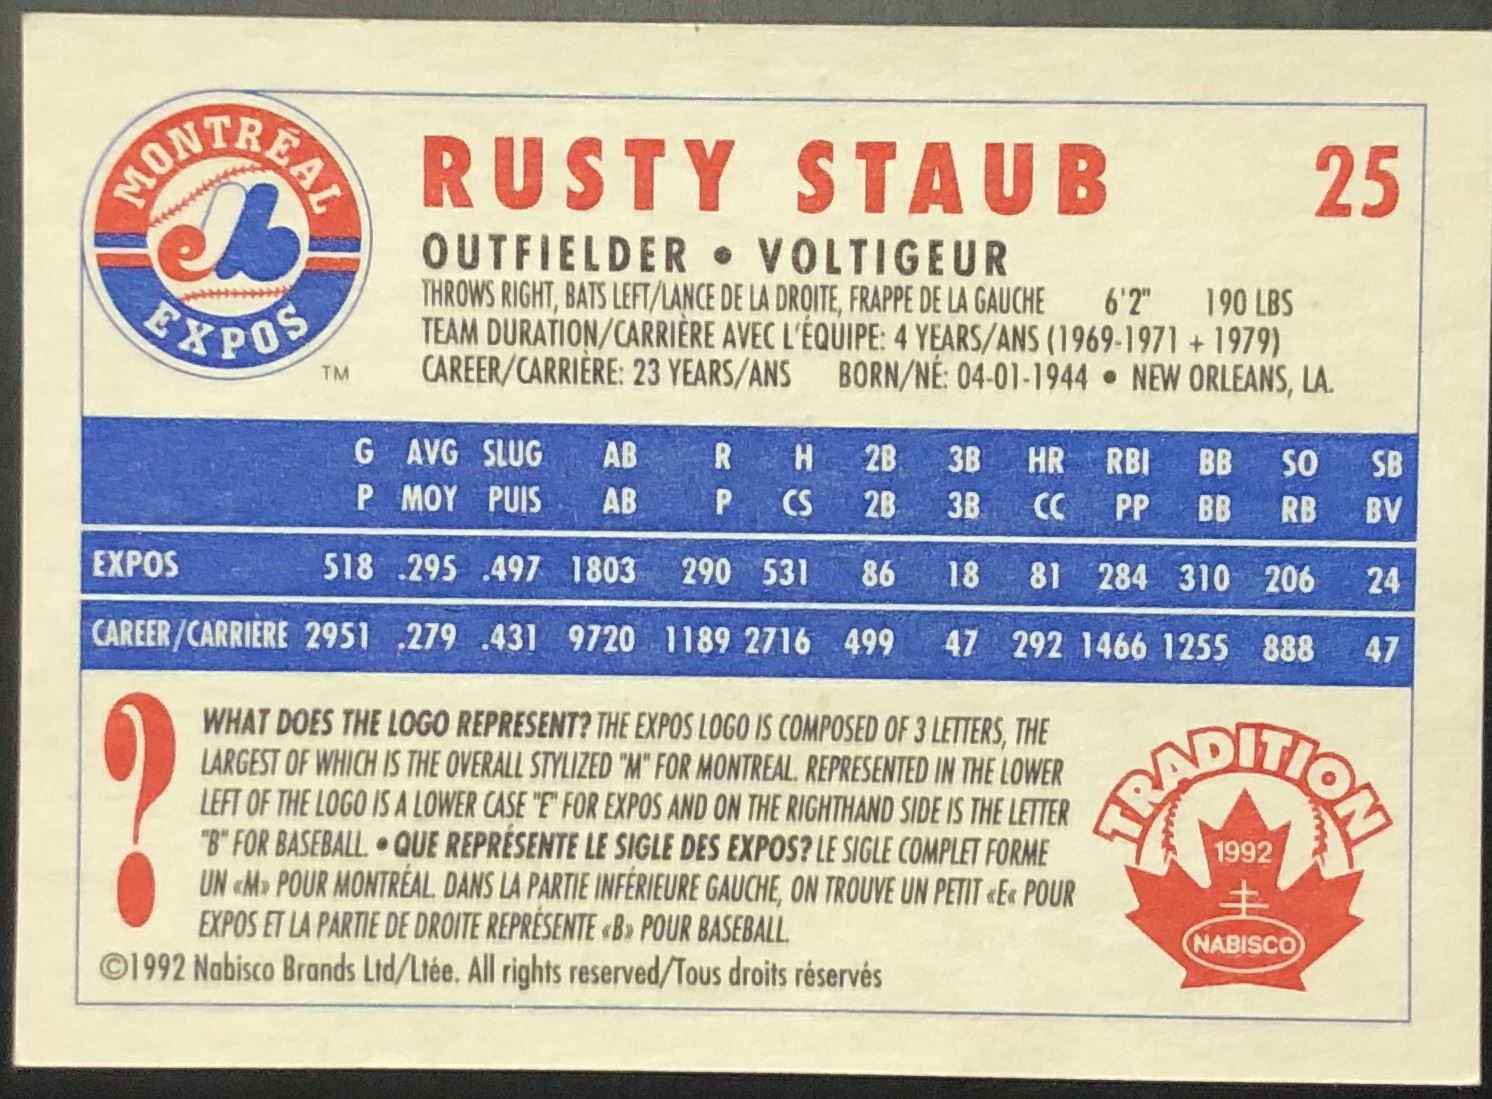 MONTRÉAL
EXPOS
TM
RUSTY STAUB 25
OUTFIELDER • VOLTIGEUR
THROWS RIGHT, BATS LEFT/LANCE DE LA DROITE, FRAPPE DE LA GAUCHE 6'2" 190 LBS
TEAM DURATION/CARRIÈRE AVEC L'ÉQUIPE: 4 YEARS/ANS (1969-1971 + 1979)
CAREER/CARRIÈRE: 23 YEARS/ANS BORN/NÉ: 04-01-1944 • NEW ORLEANS, LA.
G AVG SLUG AB R H 2B 3B HR RBI BB SO SB
P MOY PUIS AB P CS 2B 3B CC PP BB RB BV
EXPOS 518 .295 .497 1803 290 531 86 18 81 284 310 206 24
CAREER/CARRIÈRE 2951 .279 .431 9720 1189 2716 499 47 292 1466 1255 888 47
? WHAT DOES THE LOGO REPRESENT? THE EXPOS LOGO IS COMPOSED OF 3 LETTERS, THE
LARGEST OF WHICH IS THE OVERALL STYLIZED "M" FOR MONTREAL. REPRESENTED IN THE LOWER
LEFT OF THE LOGO IS A LOWER CASE "E" FOR EXPOS AND ON THE RIGHTHAND SIDE IS THE LETTER
"B" FOR BASEBALL. • QUE REPRÉSENTE LE SIGLE DES EXPOS? LE SIGLE COMPLET FORME
UN «M» POUR MONTRÉAL. DANS LA PARTIE INFÉRIEURE GAUCHE, ON TROUVE UN PETIT «E« POUR
EXPOS ET LA PARTIE DE DROITE REPRÉSENTE «B» POUR BASEBALL.
©1992 Nabisco Brands Ltd/Ltée. All rights reserved/Tous droits réservés
TRADITION
1992
NABISCO